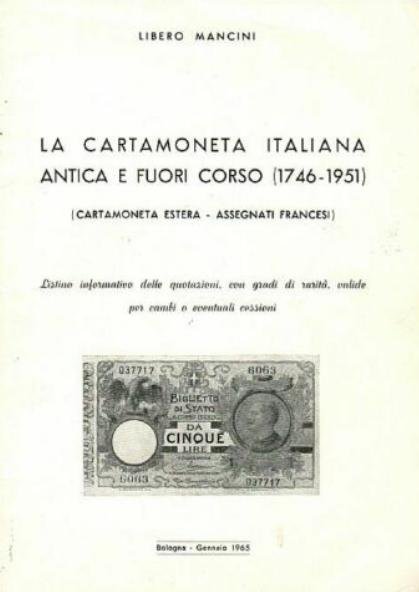 LIBERO MANCINI
LA CARTAMONETA ITALIANA
ANTICA E FUORI CORSO (1746-1951)
(CARTAMONETA ESTERA - ASSEGNATI FRANCESI)
Listino informativo delle quotazioni, con gradi di rarità, valide
per cambi o eventuali cessioni
037717 6063
BIGLIETTO
DI STATO
DA
CINQUE
LIRE
6063 037717
Bologna - Gennaio 1965